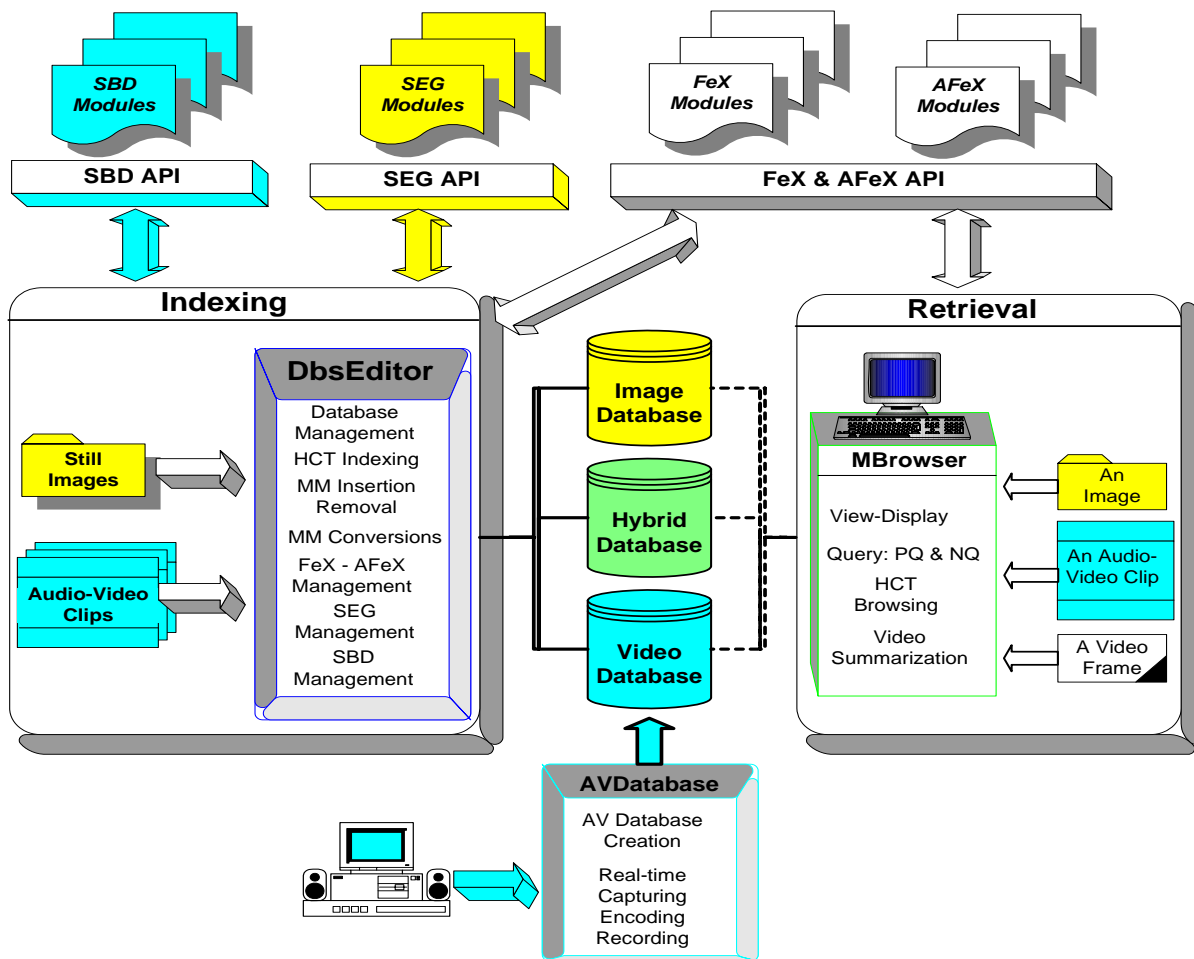 SBD
Modules
SEG
Modules
FeX
Modules
AFeX
Modules
SBD API
SEG API
FeX & AFeX API
Indexing
DbsEditor
Database
Management
HCT Indexing
MM Insertion
Removal
MM Conversions
FeX - AFeX
Management
SEG
Management
SBD
Management
Still
Images
Audio-Video
Clips
Image
Database
Hybrid
Database
Video
Database
Retrieval
MBrowser
View-Display
Query: PQ & NQ
HCT
Browsing
Video
Summarization
An
Image
An Audio-
Video Clip
A Video
Frame
AVDatabase
AV Database
Creation
Real-time
Capturing
Encoding
Recording